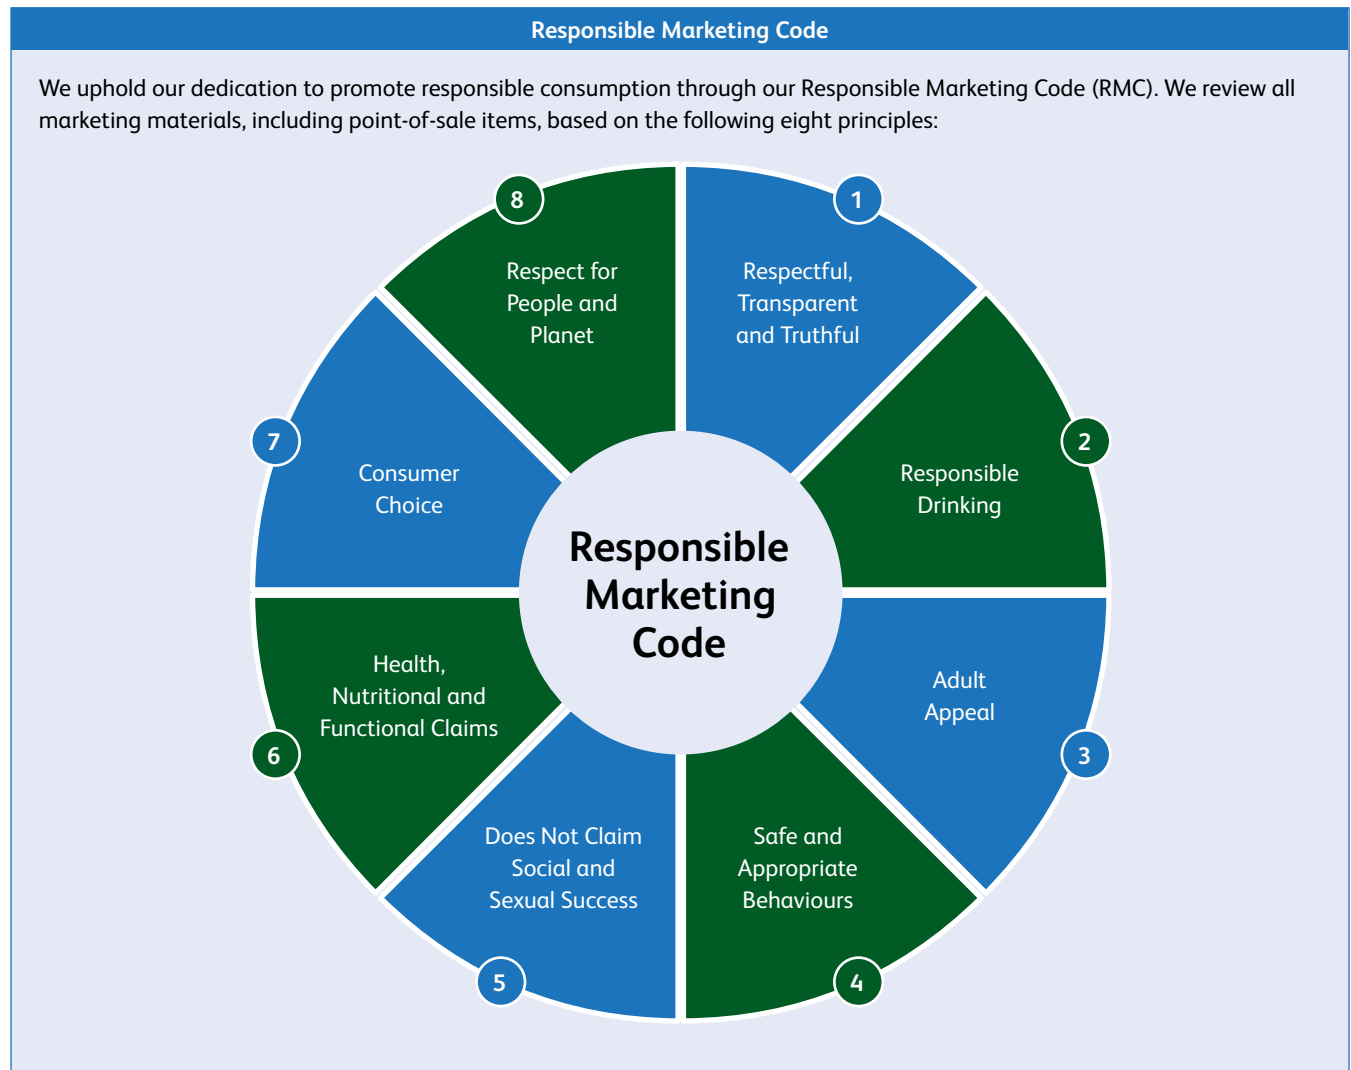 Responsible Marketing Code
We uphold our dedication to promote responsible consumption through our Responsible Marketing Code (RMC). We review all
marketing materials, including point-of-sale items, based on the following eight principles:
1
Respectful,
Transparent
and Truthful
2
Responsible
Drinking
3
Adult
Appeal
4
Safe and
Appropriate
Behaviours
5
Does Not Claim
Social and
Sexual Success
6
Health,
Nutritional and
Functional Claims
7
Consumer
Choice
8
Respect for
People and
Planet
Responsible
Marketing
Code